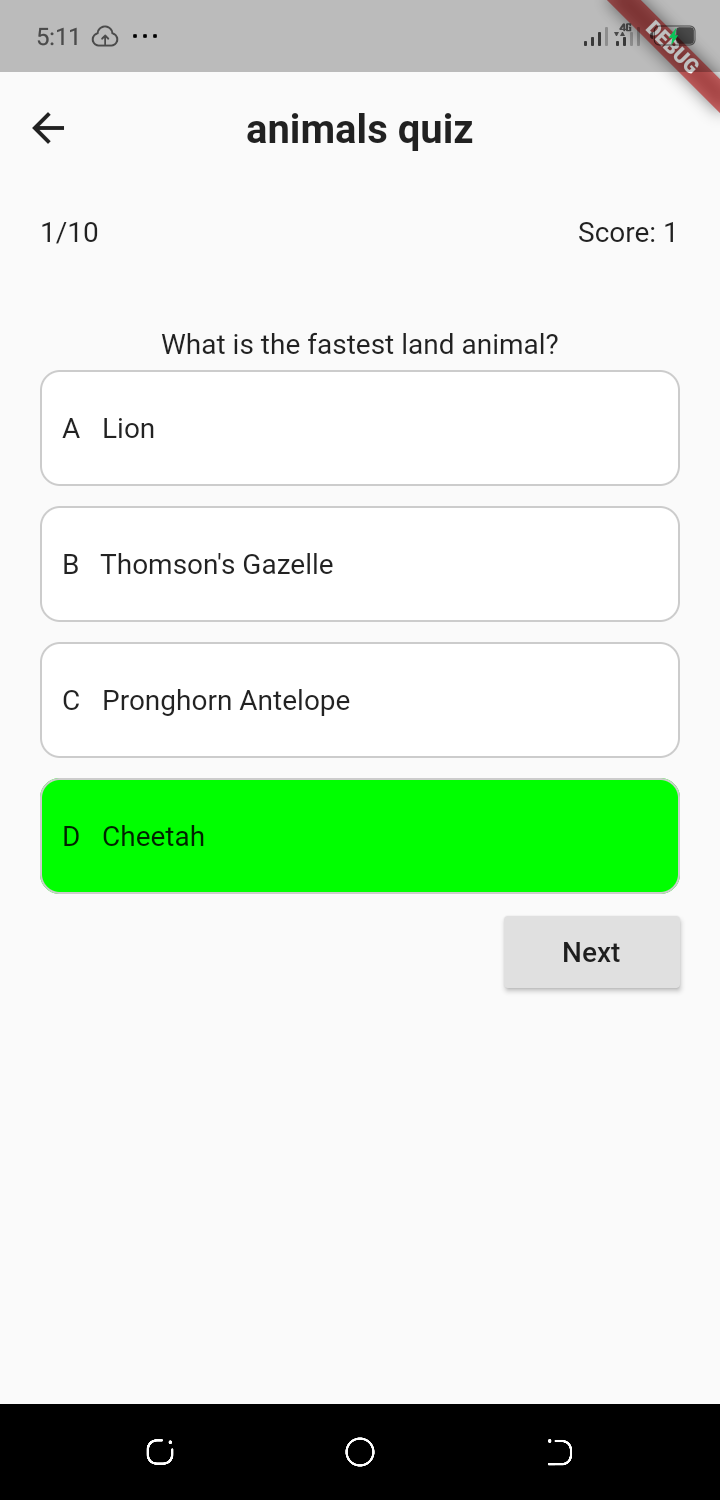 5:11
4G
DEBUG
animals quiz
1/10
Score: 1
What is the fastest land animal?
A Lion
B Thomson's Gazelle
C Pronghorn Antelope
D Cheetah
Next